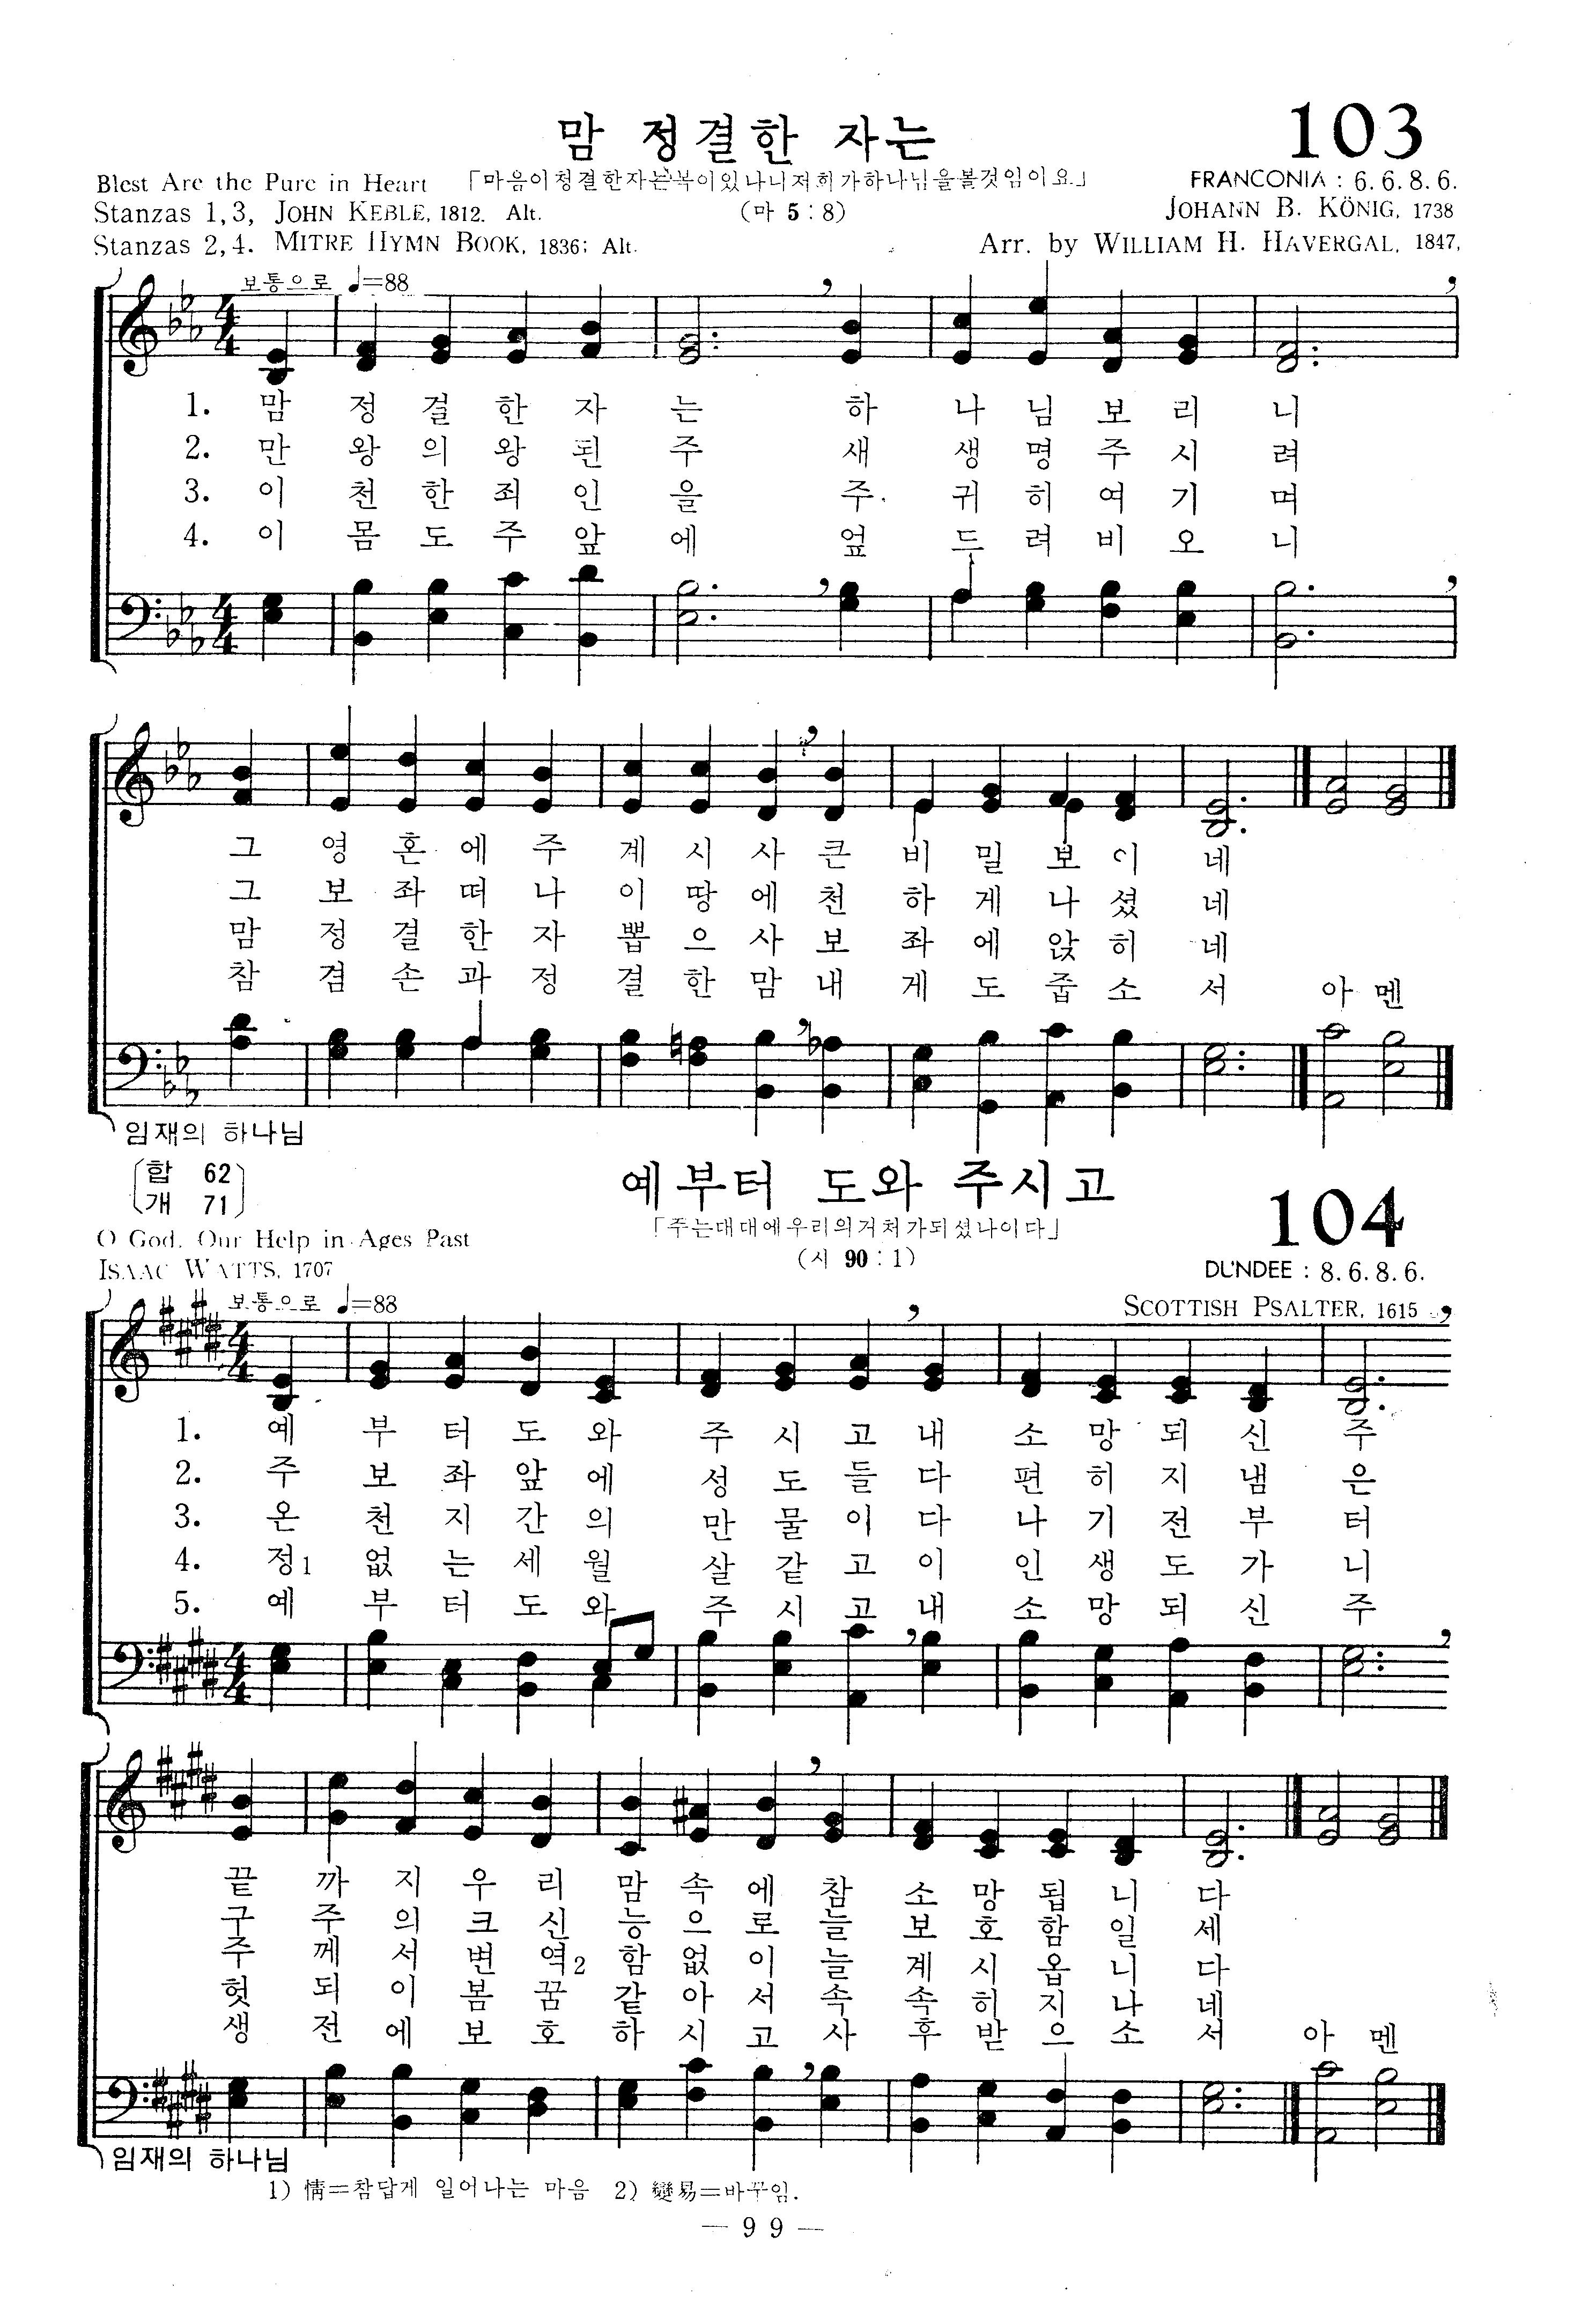 맘 정결한 자는
103
Blest Are the Pure in Heart 「마음이청결한자는복이있나니저희가하나님을볼것임이요」 FRANCONIA : 6. 6. 8. 6.
Stanzas 1, 3, JOHN KEBLE, 1812. Alt. (마 5 : 8) JOHANN B. KÖNIG, 1738
Stanzas 2, 4. MITRE HYMN BOOK, 1836; Alt. Arr. by WILLIAM H. HAVERGAL, 1847,
보통으로 ♩=88
1. 맘 정 결 한 자 는 하 나 님 보 리 니
2. 만 왕 의 왕 된 주 새 생 명 주 시 려
3. 이 천 한 죄 인 을 주 귀 히 여 기 며
4. 이 몸 도 주 앞 에 엎 드 려 비 오 니
그 영 혼 에 주 계 시 사 큰 비 밀 보 이 네
그 보 좌 떠 나 이 땅 에 천 하 게 나 셨 네
맘 정 결 한 자 뽑 으 사 보 좌 에 앉 히 네
참 겸 손 과 정 결 한 맘 내 게 도 줍 소 서 아 멘
임재의 하나님
합 62
개 71
예부터 도와 주시고
104
O God, Our Help in Ages Past 「주는대대에우리의거처가되셨나이다」
ISAAC WATTS, 1707 (시 90 : 1) DUNDEE : 8. 6. 8. 6.
보통으로 ♩=88 SCOTTISH PSALTER, 1615
1. 예 부 터 도 와 주 시 고 내 소 망 되 신 주
2. 주 보 좌 앞 에 성 도 들 다 편 히 지 냄 은
3. 온 천 지 간 의 만 물 이 다 나 기 전 부 터
4. 정1 없 는 세 월 살 같 고 이 인 생 도 가 니
5. 예 부 터 도 와 주 시 고 내 소 망 되 신 주
끝 까 지 우 리 맘 속 에 참 소 망 됩 니 다
구 주 의 크 신 능 으 로 늘 보 호 함 일 세
주 께 서 변 역2 함 없 이 늘 계 시 옵 니 다
헛 되 이 봄 꿈 같 아 서 속 속 히 지 나 네
생 전 에 보 호 하 시 고 사 후 받 으 소 서 아 멘
임재의 하나님
1) 情=참답게 일어나는 마음 2) 變易=바꾸임.
— 99 —